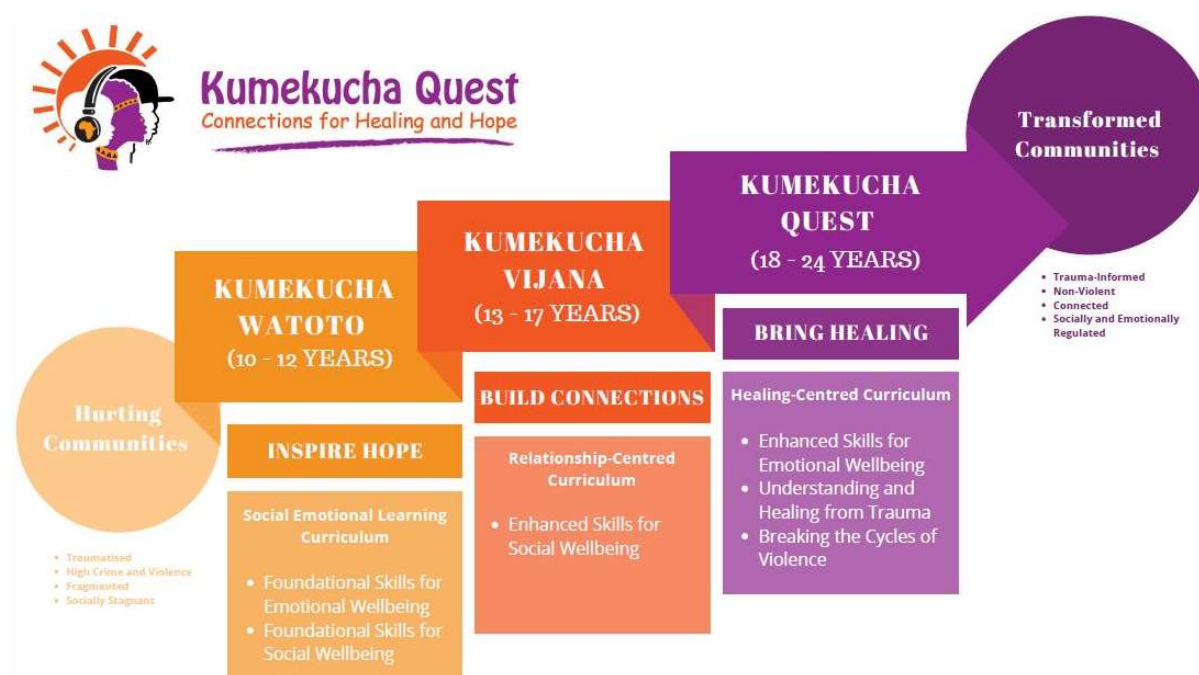 Kumekucha Quest
Connections for Healing and Hope
Hurting
Communities
• Traumatised
• High Crime and Violence
• Fragmented
• Socially Stagnant
KUMEKUCHA
WATOTO
(10 - 12 YEARS)
INSPIRE HOPE
Social Emotional Learning
Curriculum
• Foundational Skills for
Emotional Wellbeing
• Foundational Skills for
Social Wellbeing
KUMEKUCHA
VIJANA
(13 - 17 YEARS)
BUILD CONNECTIONS
Relationship-Centred
Curriculum
• Enhanced Skills for
Social Wellbeing
KUMEKUCHA
QUEST
(18 - 24 YEARS)
BRING HEALING
Healing-Centred Curriculum
• Enhanced Skills for
Emotional Wellbeing
• Understanding and
Healing from Trauma
• Breaking the Cycles of
Violence
Transformed
Communities
• Trauma-Informed
• Non-Violent
• Connected
• Socially and Emotionally
Regulated